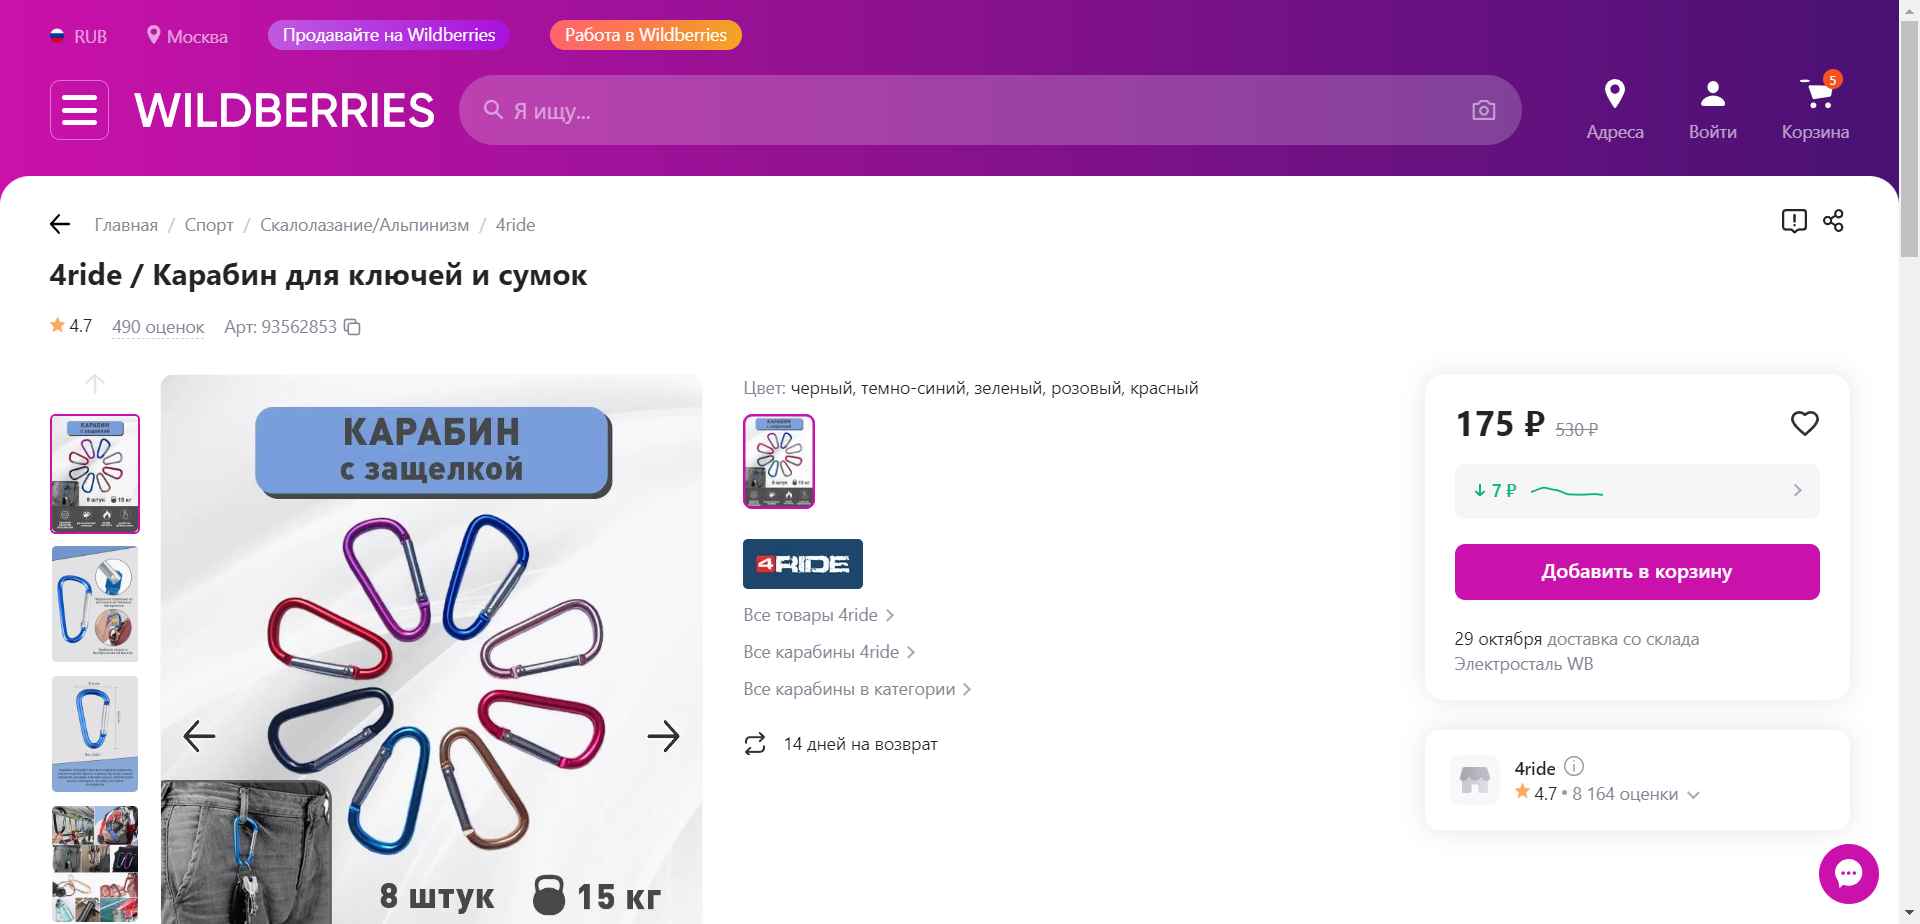 RUB
Москва
Продавайте на Wildberries
Работа в Wildberries
WILDBERRIES
Я ищу...
Адреса
Войти
5
Корзина
Главная / Спорт / Скалолазание/Альпинизм / 4ride
4ride / Карабин для ключей и сумок
4.7
490 оценок
Арт: 93562853
КАРАБИН
с защелкой
8 штук
15 кг
Цвет: черный, темно-синий, зеленый, розовый, красный
4RIDE
Все товары 4ride
Все карабины 4ride
Все карабины в категории
14 дней на возврат
175 ₽ 530 ₽
7 ₽
Добавить в корзину
29 октября доставка со склада
Электросталь WB
4ride
4.7 • 8 164 оценки